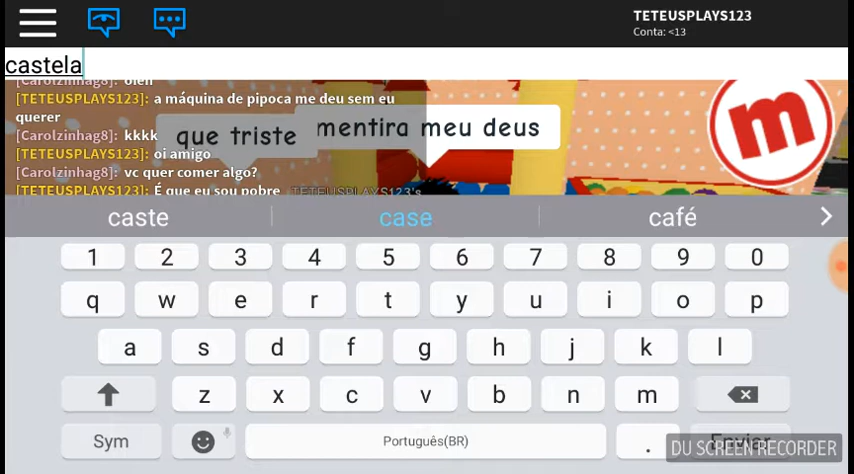 TETEUSPLAYS123
Conta: <13
castela
[Carolzinhag8]: oieh
[TETEUSPLAYS123]: a máquina de pipoca me deu sem eu
querer
[Carolzinhag8]: kkkk
[TETEUSPLAYS123]: oi amigo
[Carolzinhag8]: vc quer comer algo?
[TETEUSPLAYS123]: É que eu sou pobre
que triste
mentira meu deus
TETEUSPLAYS123's
m
caste case café
1 2 3 4 5 6 7 8 9 0
q w e r t y u i o p
a s d f g h j k l
z x c v b n m
Sym Português(BR) . Enviar
DU SCREEN RECORDER